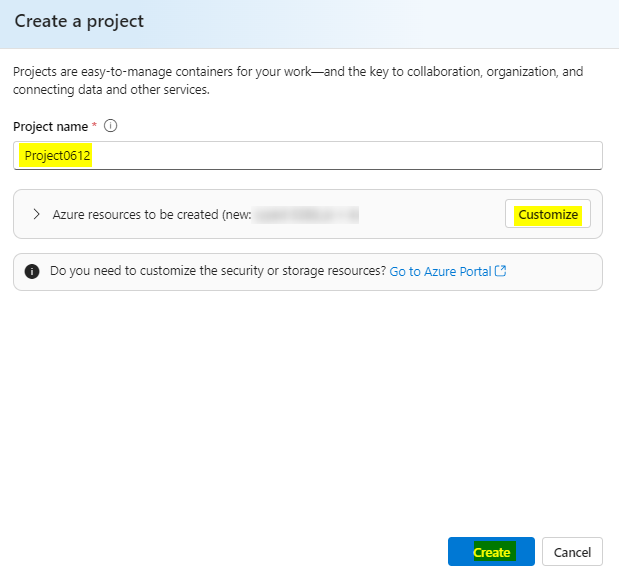 Create a project
Projects are easy-to-manage containers for your work—and the key to collaboration, organization, and
connecting data and other services.
Project name *
Project0612
Azure resources to be created (new:
Customize
Do you need to customize the security or storage resources? Go to Azure Portal
Create
Cancel